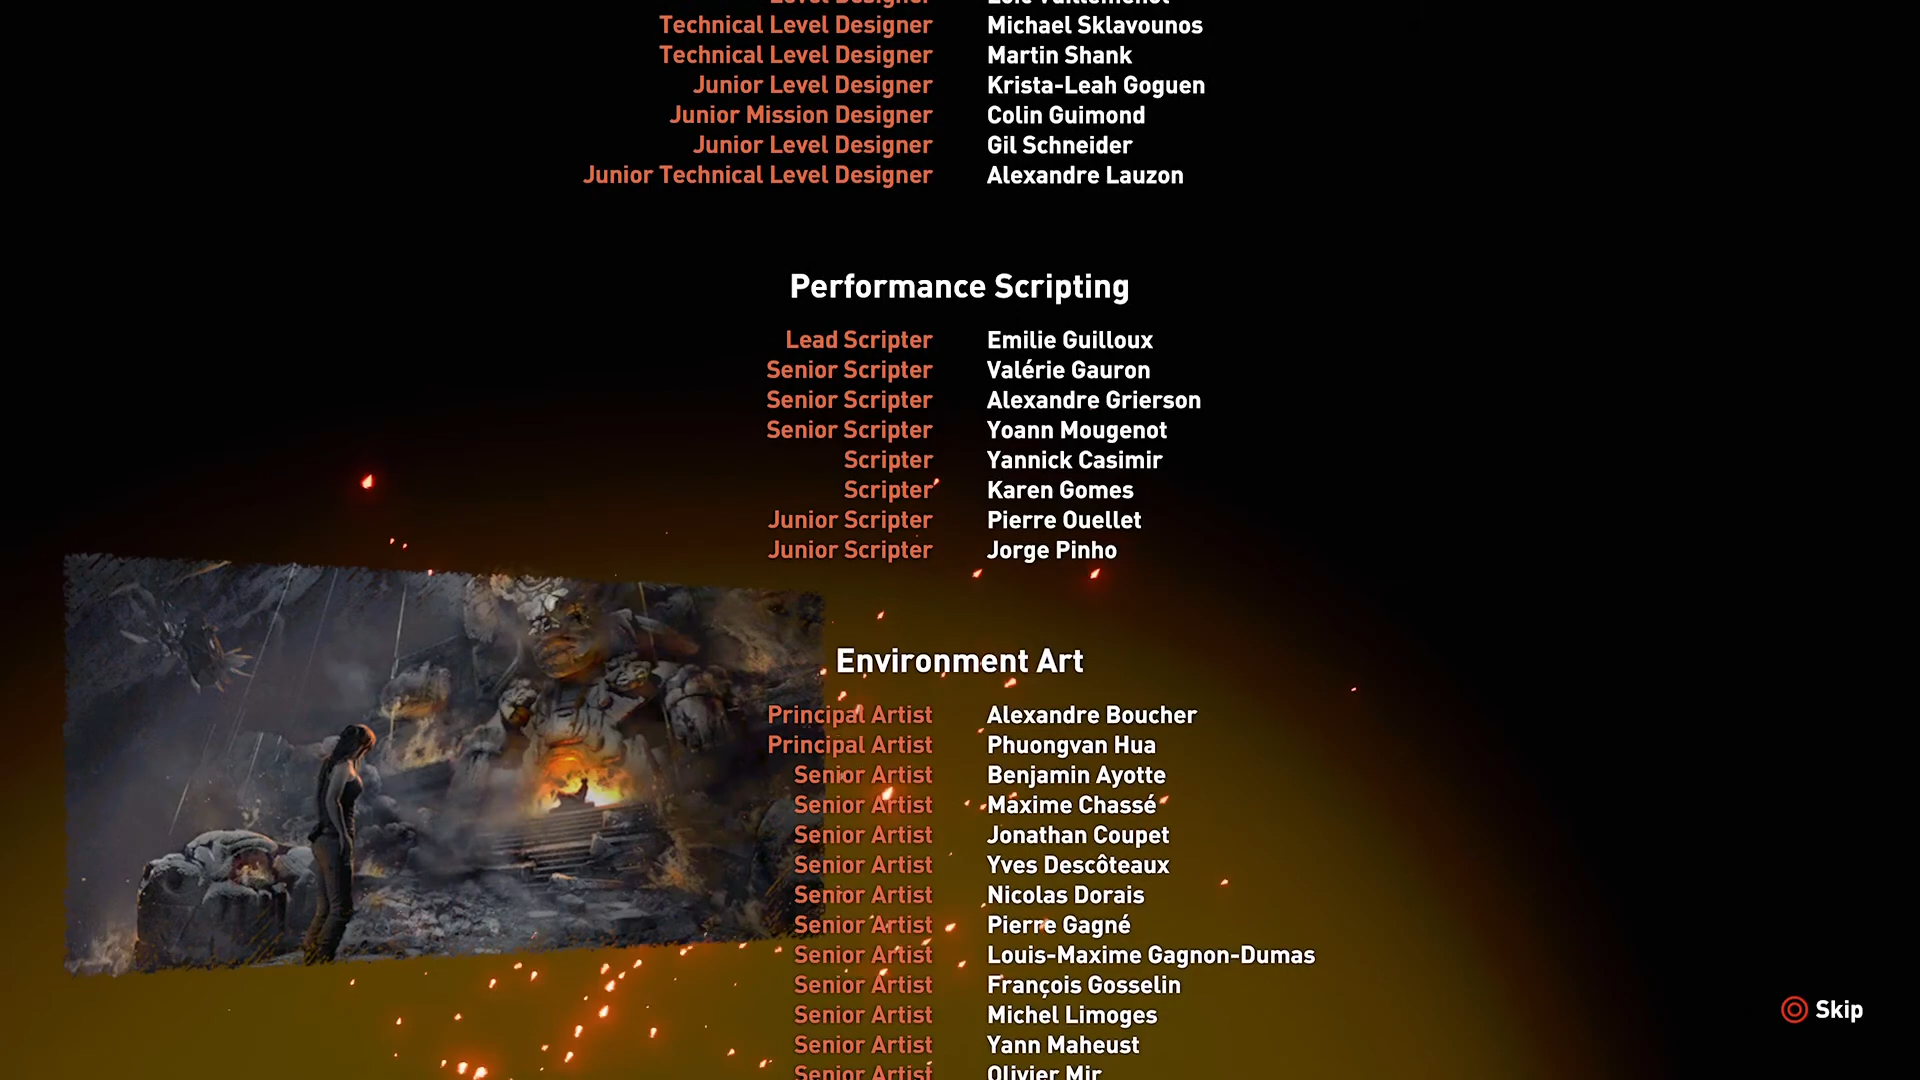 Level Designer
Technical Level Designer Michael Sklavounos
Technical Level Designer Martin Shank
Junior Level Designer Krista-Leah Goguen
Junior Mission Designer Colin Guimond
Junior Level Designer Gil Schneider
Junior Technical Level Designer Alexandre Lauzon
Performance Scripting
Lead Scripter Emilie Guilloux
Senior Scripter Valérie Gauron
Senior Scripter Alexandre Grierson
Senior Scripter Yoann Mougenot
Scripter Yannick Casimir
Scripter Karen Gomes
Junior Scripter Pierre Ouellet
Junior Scripter Jorge Pinho
Environment Art
Principal Artist Alexandre Boucher
Principal Artist Phuongvan Hua
Senior Artist Benjamin Ayotte
Senior Artist Maxime Chassé
Senior Artist Jonathan Coupet
Senior Artist Yves Descôteaux
Senior Artist Nicolas Dorais
Senior Artist Pierre Gagné
Senior Artist Louis-Maxime Gagnon-Dumas
Senior Artist François Gosselin
Senior Artist Michel Limoges
Senior Artist Yann Maheust
Senior Artist Olivier Mir
Skip